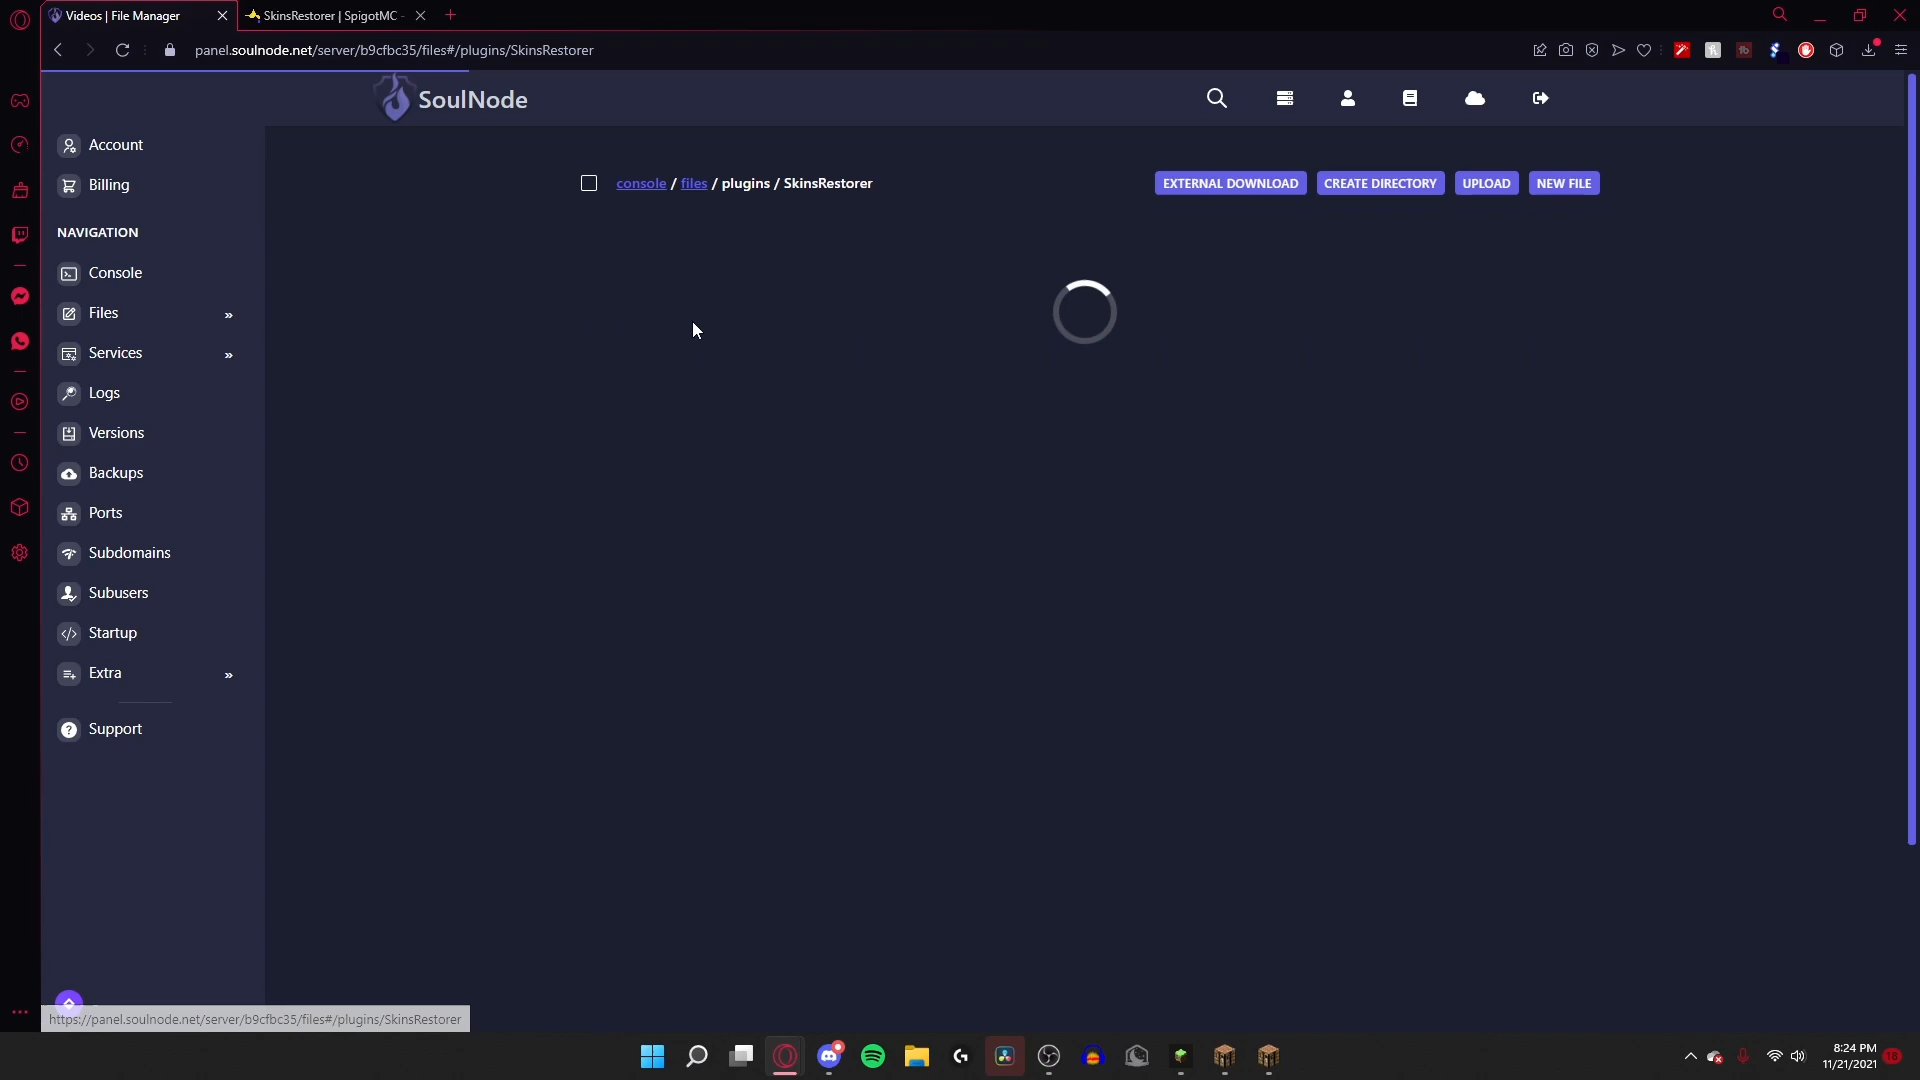 Videos | File Manager
SkinsRestorer | SpigotMC -
panel.soulnode.net/server/b9cfbc35/files#/plugins/SkinsRestorer
SoulNode
Account
Billing
console / files / plugins / SkinsRestorer
EXTERNAL DOWNLOAD
CREATE DIRECTORY
UPLOAD
NEW FILE
NAVIGATION
Console
Files »
Services »
Logs
Versions
Backups
Ports
Subdomains
Subusers
Startup
Extra »
Support
https://panel.soulnode.net/server/b9cfbc35/files#/plugins/SkinsRestorer
8:24 PM
11/21/2021
18